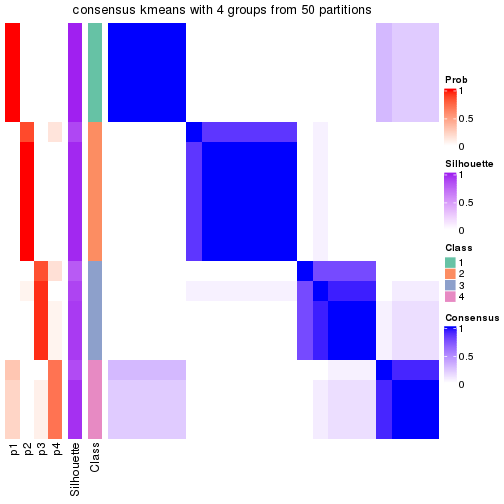 consensus kmeans with 4 groups from 50 partitions
Prob
1
0.5
0
Silhouette
1
0.5
0
Class
1
2
3
4
Consensus
1
0.5
0
p1
p2
p3
p4
Silhouette
Class